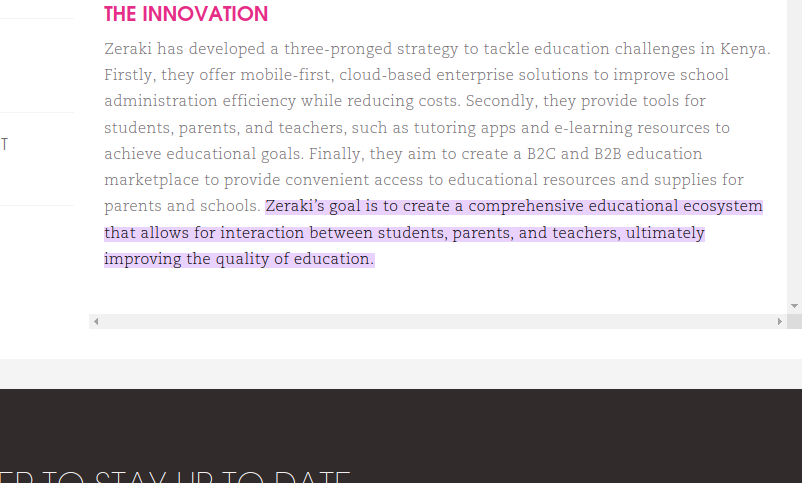 THE INNOVATION
Zeraki has developed a three-pronged strategy to tackle education challenges in Kenya.
Firstly, they offer mobile-first, cloud-based enterprise solutions to improve school
administration efficiency while reducing costs. Secondly, they provide tools for
students, parents, and teachers, such as tutoring apps and e-learning resources to
T
achieve educational goals. Finally, they aim to create a B2C and B2B education
marketplace to provide convenient access to educational resources and supplies for
parents and schools. Zeraki’s goal is to create a comprehensive educational ecosystem
that allows for interaction between students, parents, and teachers, ultimately
improving the quality of education.
TO STAY UP TO DATE